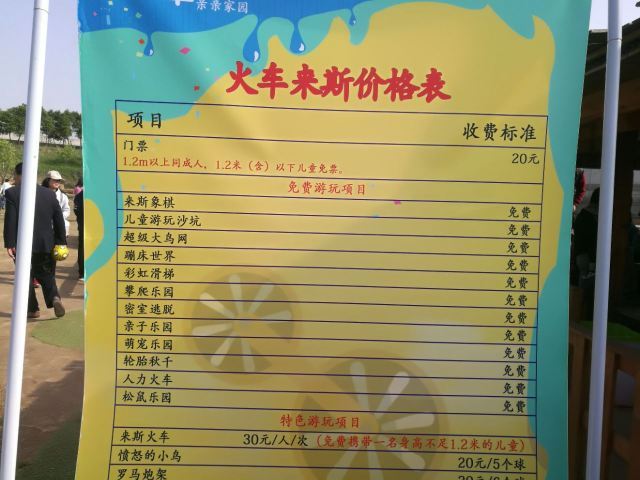 亲亲家园
火车来斯价格表
项目 收费标准
门票 20元
1.2m以上同成人，1.2米（含）以下儿童免票。
免费游玩项目
来斯象棋 免费
儿童游玩沙坑 免费
超级大鸟网 免费
蹦床世界 免费
彩虹滑梯 免费
攀爬乐园 免费
密室逃脱 免费
亲子乐园 免费
萌宠乐园 免费
轮胎秋千 免费
人力火车 免费
松鼠乐园 免费
特色游玩项目
来斯火车 30元/人/次（免费携带一名身高不足1.2米的儿童）
愤怒的小鸟 20元/5个球
罗马炮架 20元/6个球